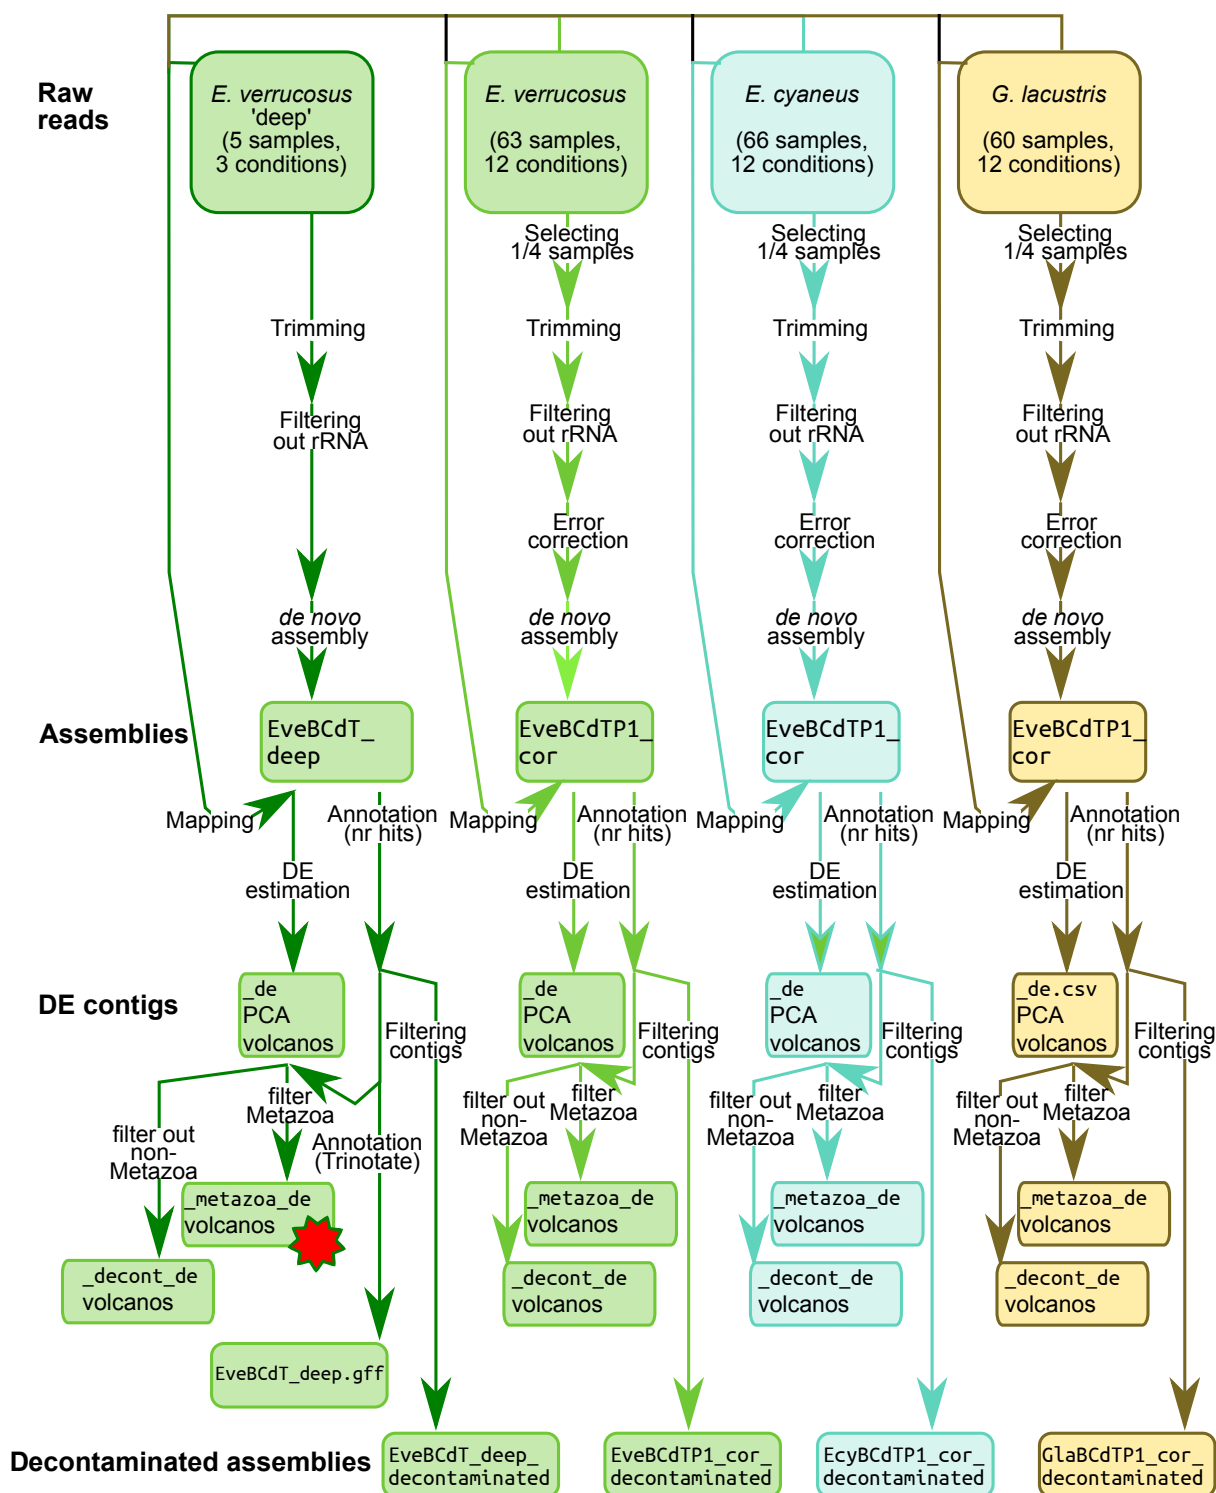 Raw
reads
E. verrucosus
'deep'
(5 samples,
3 conditions)
E. verrucosus
(63 samples,
12 conditions)
E. cyaneus
(66 samples,
12 conditions)
G. lacustris
(60 samples,
12 conditions)
Selecting
1/4 samples
Selecting
1/4 samples
Selecting
1/4 samples
Trimming
Trimming
Trimming
Trimming
Filtering
out rRNA
Filtering
out rRNA
Filtering
out rRNA
Filtering
out rRNA
Error
correction
Error
correction
Error
correction
de novo
assembly
de novo
assembly
de novo
assembly
de novo
assembly
Assemblies
EveBCdT_
deep
EveBCdTP1_
cor
EveBCdTP1_
cor
EveBCdTP1_
cor
Mapping
Annotation
(nr hits)
Mapping
Annotation
(nr hits)
Mapping
Annotation
(nr hits)
Mapping
Annotation
(nr hits)
DE
estimation
DE
estimation
DE
estimation
DE
estimation
DE contigs
_de
PCA
volcanos
_de
PCA
volcanos
_de
PCA
volcanos
_de.csv
PCA
volcanos
Filtering
contigs
Filtering
contigs
Filtering
contigs
Filtering
contigs
filter out
non-
Metazoa
filter
Metazoa
Annotation
(Trinotate)
filter out
non-
Metazoa
filter
Metazoa
filter out
non-
Metazoa
filter
Metazoa
filter out
non-
Metazoa
filter
Metazoa
_metazoa_de
volcanos
_metazoa_de
volcanos
_metazoa_de
volcanos
_metazoa_de
volcanos
_decont_de
volcanos
_decont_de
volcanos
_decont_de
volcanos
_decont_de
volcanos
EveBCdT_deep.gff
Decontaminated assemblies
EveBCdT_deep_
decontaminated
EveBCdTP1_cor_
decontaminated
EcyBCdTP1_cor_
decontaminated
GlaBCdTP1_cor_
decontaminated